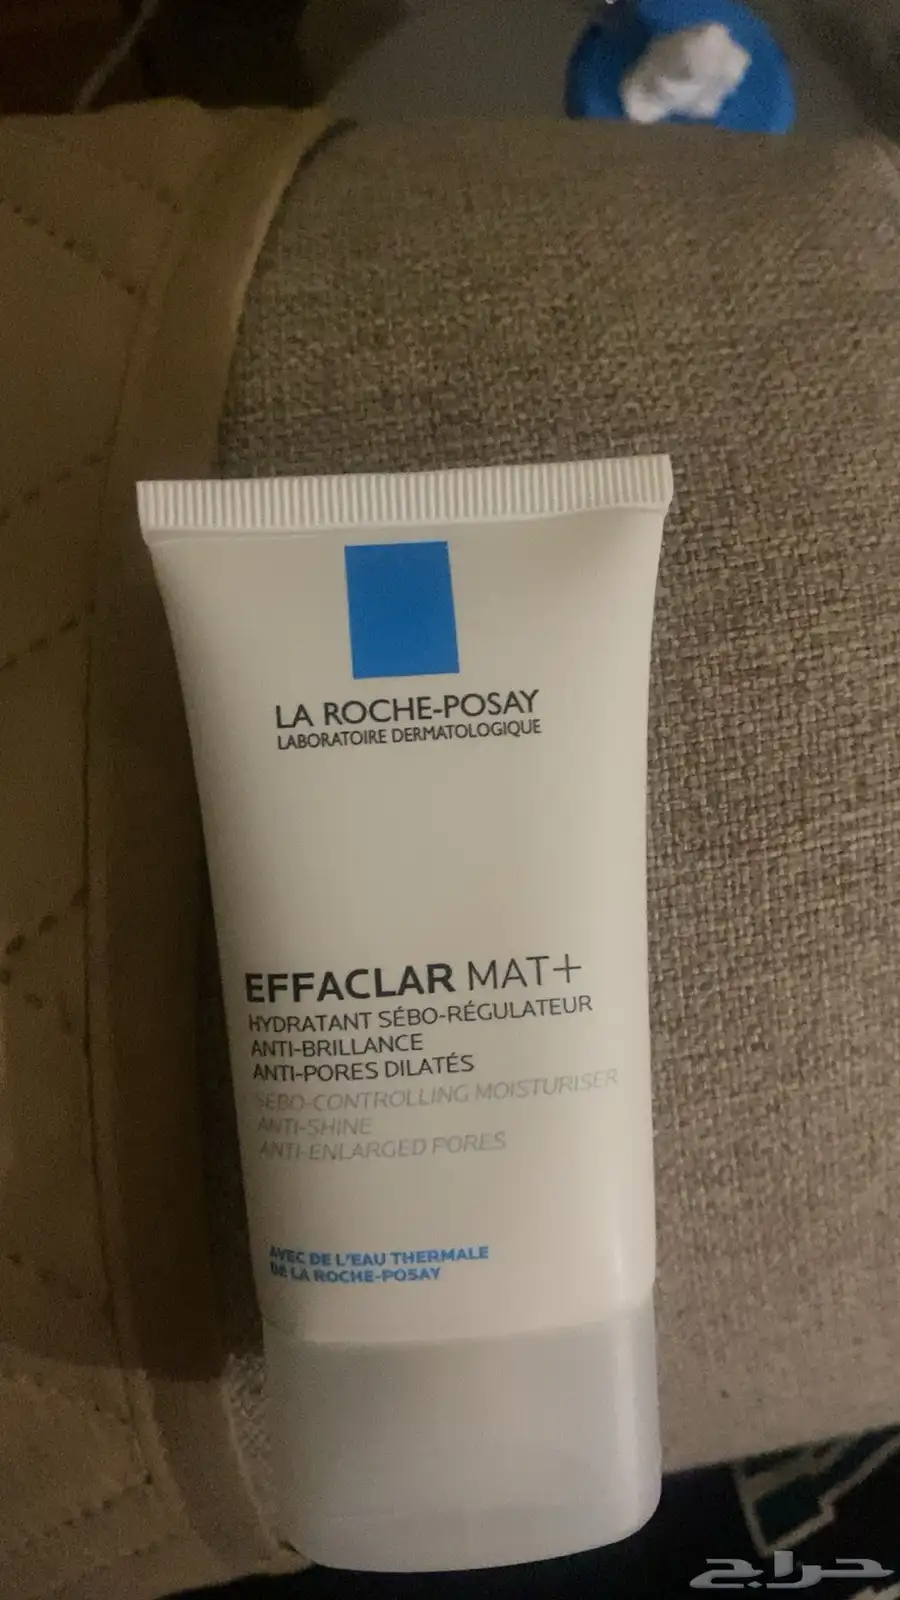 LA ROCHE-POSAY
LABORATOIRE DERMATOLOGIQUE
EFFACLAR MAT+
HYDRATANT SÉBO-RÉGULATEUR
ANTI-BRILLANCE
ANTI-PORES DILATÉS
SEBO-CONTROLLING MOISTURISER
ANTI-SHINE
ANTI-ENLARGED PORES
AVEC DE L'EAU THERMALE
DE LA ROCHE-POSAY
حراج